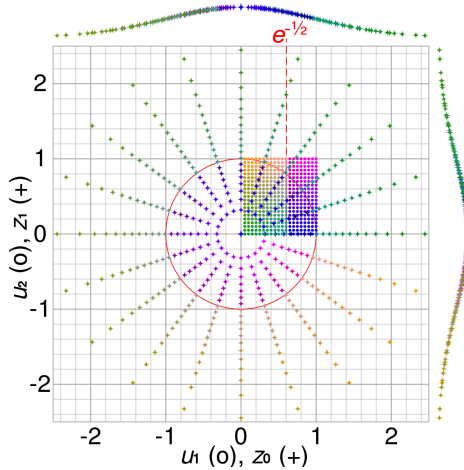 e^-½
2
1
0
-1
-2
-2 -1 0 1 2
u₂ (o), z₁ (+)
u₁ (o), z₀ (+)